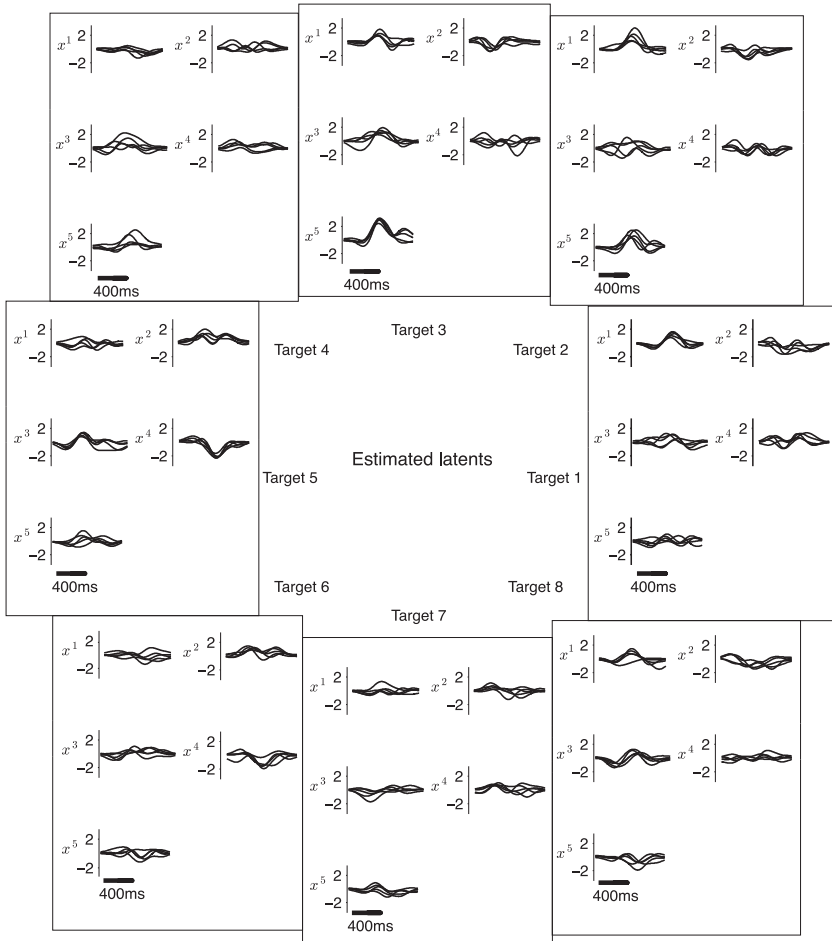 x¹ 2 -2 x² 2 -2
x³ 2 -2 x⁴ 2 -2
x⁵ 2 -2
400ms
x¹ 2 -2 x² 2 -2
x³ 2 -2 x⁴ 2 -2
x⁵ 2 -2
400ms
x¹ 2 -2 x² 2 -2
x³ 2 -2 x⁴ 2 -2
x⁵ 2 -2
400ms
x¹ 2 -2 x² 2 -2
x³ 2 -2 x⁴ 2 -2
x⁵ 2 -2
400ms
Target 3
Target 4
Target 2
Estimated latents
Target 5
Target 1
Target 6
Target 8
Target 7
x¹ 2 -2 x² 2 -2
x³ 2 -2 x⁴ 2 -2
x⁵ 2 -2
400ms
x¹ 2 -2 x² 2 -2
x³ 2 -2 x⁴ 2 -2
x⁵ 2 -2
400ms
x¹ 2 -2 x² 2 -2
x³ 2 -2 x⁴ 2 -2
x⁵ 2 -2
400ms
x¹ 2 -2 x² 2 -2
x³ 2 -2 x⁴ 2 -2
x⁵ 2 -2
400ms